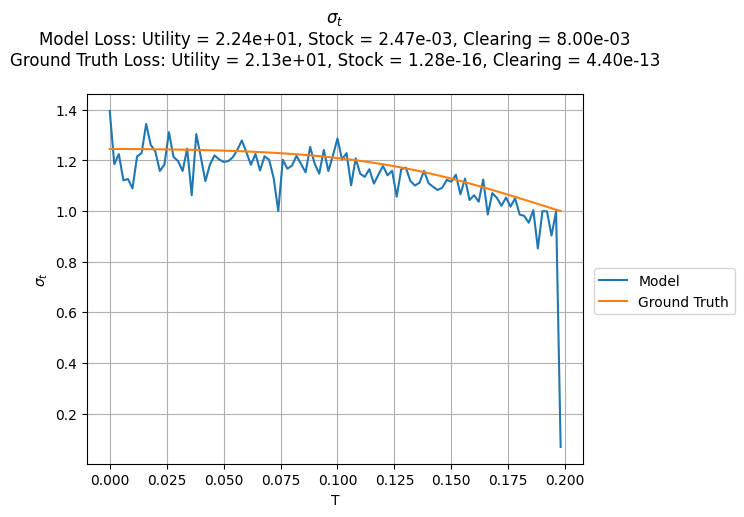 σt
Model Loss: Utility = 2.24e+01, Stock = 2.47e-03, Clearing = 8.00e-03
Ground Truth Loss: Utility = 2.13e+01, Stock = 1.28e-16, Clearing = 4.40e-13
1.4
1.2
1.0
0.8
0.6
0.4
0.2
σt
0.000 0.025 0.050 0.075 0.100 0.125 0.150 0.175 0.200
T
Model
Ground Truth